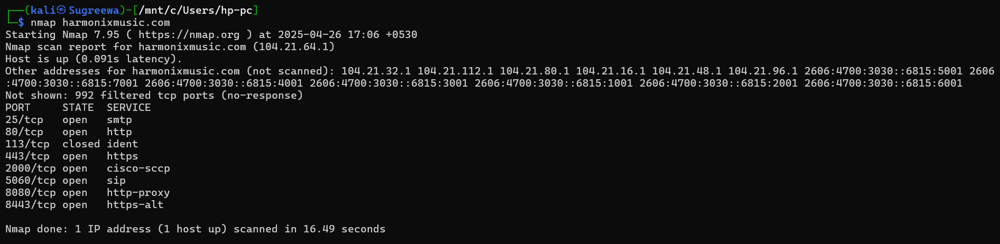 ┌──(kali㉿Sugreewa)-[/mnt/c/Users/hp-pc]
└─$ nmap harmonixmusic.com
Starting Nmap 7.95 ( https://nmap.org ) at 2025-04-26 17:06 +0530
Nmap scan report for harmonixmusic.com (104.21.64.1)
Host is up (0.091s latency).
Other addresses for harmonixmusic.com (not scanned): 104.21.32.1 104.21.112.1 104.21.80.1 104.21.16.1 104.21.48.1 104.21.96.1 2606:4700:3030::6815:5001 2606
:4700:3030::6815:7001 2606:4700:3030::6815:4001 2606:4700:3030::6815:3001 2606:4700:3030::6815:1001 2606:4700:3030::6815:2001 2606:4700:3030::6815:6001
Not shown: 992 filtered tcp ports (no-response)
PORT     STATE  SERVICE
25/tcp   open   smtp
80/tcp   open   http
113/tcp  closed ident
443/tcp  open   https
2000/tcp open   cisco-sccp
5060/tcp open   sip
8080/tcp open   http-proxy
8443/tcp open   https-alt
Nmap done: 1 IP address (1 host up) scanned in 16.49 seconds